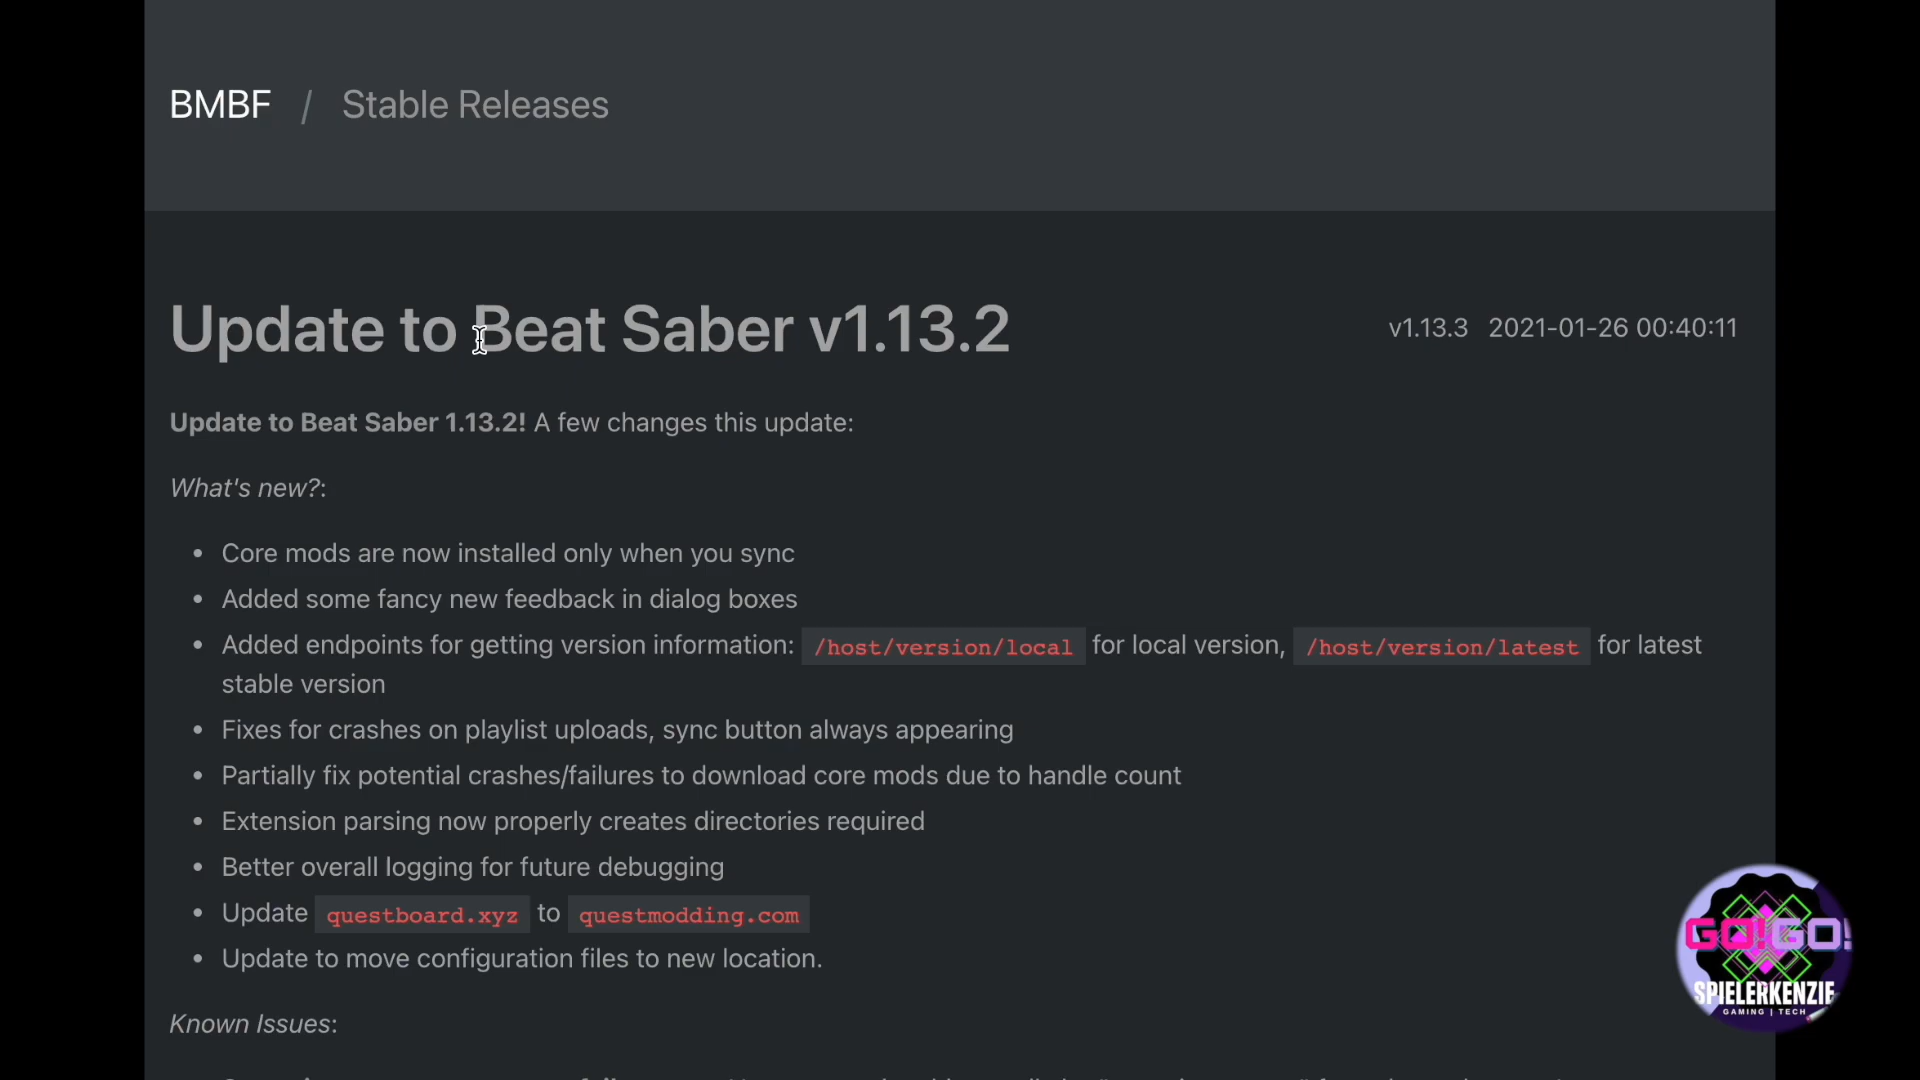 BMBF / Stable Releases
Update to Beat Saber v1.13.2
v1.13.3 2021-01-26 00:40:11
Update to Beat Saber 1.13.2! A few changes this update:
What's new?:
• Core mods are now installed only when you sync
• Added some fancy new feedback in dialog boxes
• Added endpoints for getting version information: /host/version/local for local version, /host/version/latest for latest
stable version
• Fixes for crashes on playlist uploads, sync button always appearing
• Partially fix potential crashes/failures to download core mods due to handle count
• Extension parsing now properly creates directories required
• Better overall logging for future debugging
• Update questboard.xyz to questmodding.com
• Update to move configuration files to new location.
Known Issues:
GO!GO!
SPIELERKENZIE
GAMING | TECH